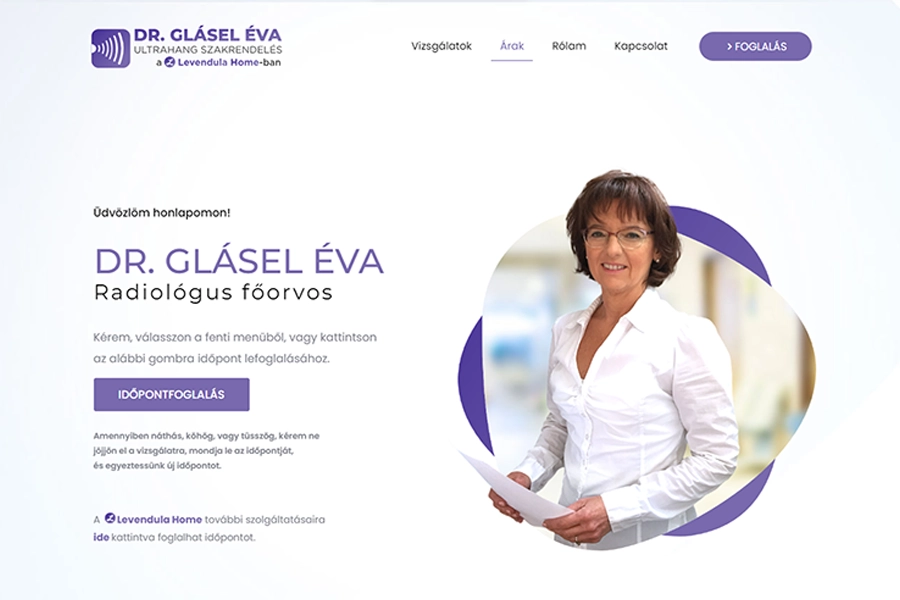 DR. GLÁSEL ÉVA
ULTRAHANG SZAKRENDELÉS
a Levendula Home-ban
Vizsgálatok
Árak
Rólam
Kapcsolat
> FOGLALÁS
Üdvözlöm honlapomon!
DR. GLÁSEL ÉVA
Radiológus főorvos
Kérem, válasszon a fenti menüből, vagy kattintson
az alábbi gombra időpont lefoglalásához.
IDŐPONTFOGLALÁS
Amennyiben náthás, köhög, vagy tüsszög, kérem ne
jöjjön el a vizsgálatra, mondja le az időpontját,
és egyeztessünk új időpontot.
A Levendula Home további szolgáltatásaira
ide kattintva foglalhat időpontot.